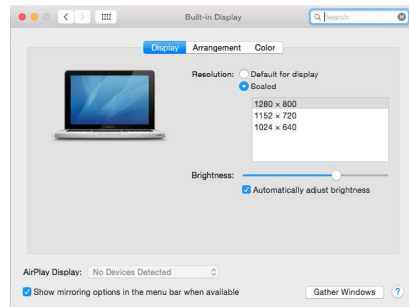 Built-in Display
Search
Display Arrangement Color
Resolution: Default for display
Scaled
1280 × 800
1152 × 720
1024 × 640
Brightness:
Automatically adjust brightness
AirPlay Display: No Devices Detected
Show mirroring options in the menu bar when available
Gather Windows ?